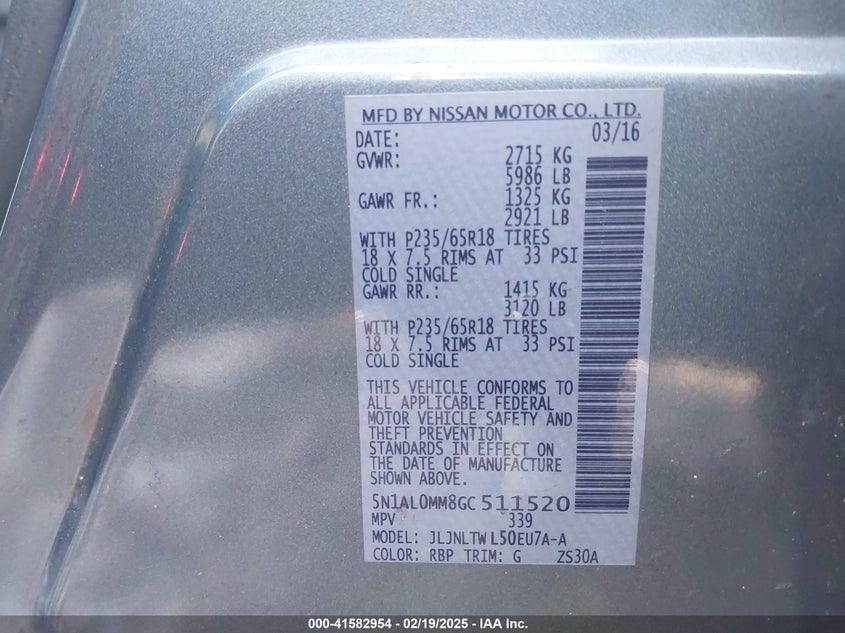 MFD BY NISSAN MOTOR CO., LTD.
DATE: 03/16
GVWR: 2715 KG
5986 LB
GAWR FR.: 1325 KG
2921 LB
WITH P235/65R18 TIRES
18 X 7.5 RIMS AT 33 PSI
COLD SINGLE
GAWR RR.: 1415 KG
3120 LB
WITH P235/65R18 TIRES
18 X 7.5 RIMS AT 33 PSI
COLD SINGLE
THIS VEHICLE CONFORMS TO
ALL APPLICABLE FEDERAL
MOTOR VEHICLE SAFETY AND
THEFT PREVENTION
STANDARDS IN EFFECT ON
THE DATE OF MANUFACTURE
SHOWN ABOVE.
5N1AL0MM8GC511520
MPV 339
MODEL: JLJNLTWL50EU7A-A
COLOR: RBP TRIM: G ZS30A
000-41582954 - 02/19/2025 - IAA Inc.